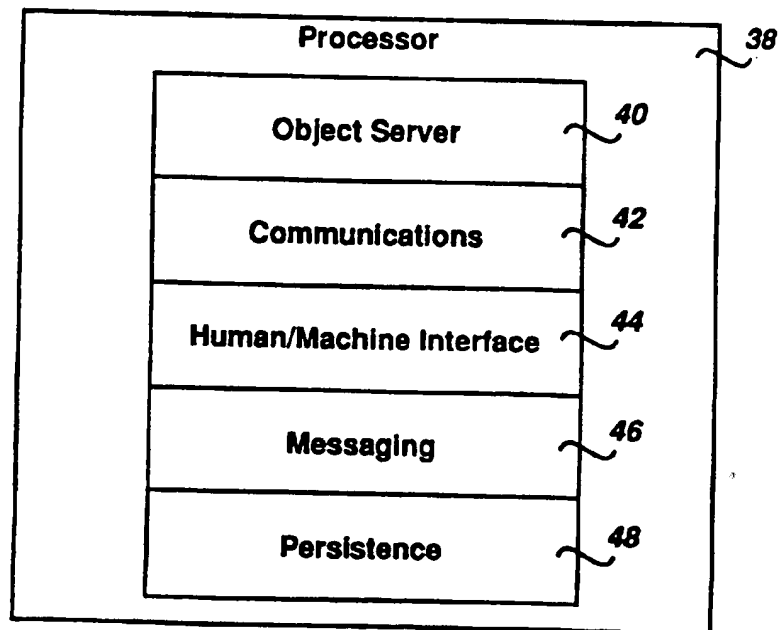 Processor 38
Object Server 40
Communications 42
Human/Machine Interface 44
Messaging 46
Persistence 48